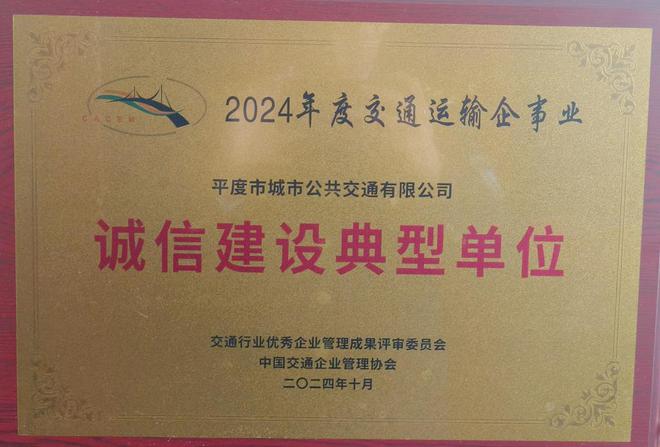 CACEM
2024年度交通运输企事业
平度市城市公共交通有限公司
诚信建设典型单位
交通行业优秀企业管理成果评审委员会
中国交通企业管理协会
二〇二四年十月